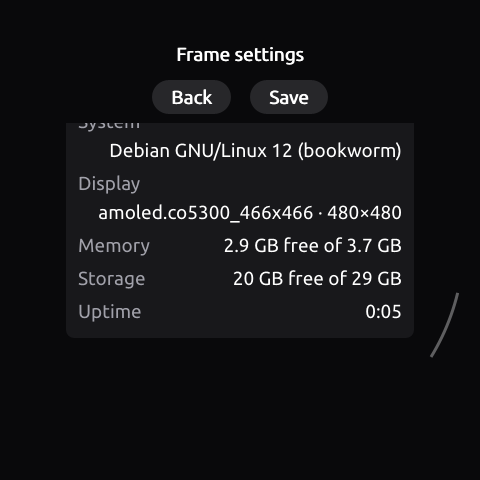 Frame settings
Back Save
System
Debian GNU/Linux 12 (bookworm)
Display
amoled.co5300_466x466 · 480×480
Memory 2.9 GB free of 3.7 GB
Storage 20 GB free of 29 GB
Uptime 0:05